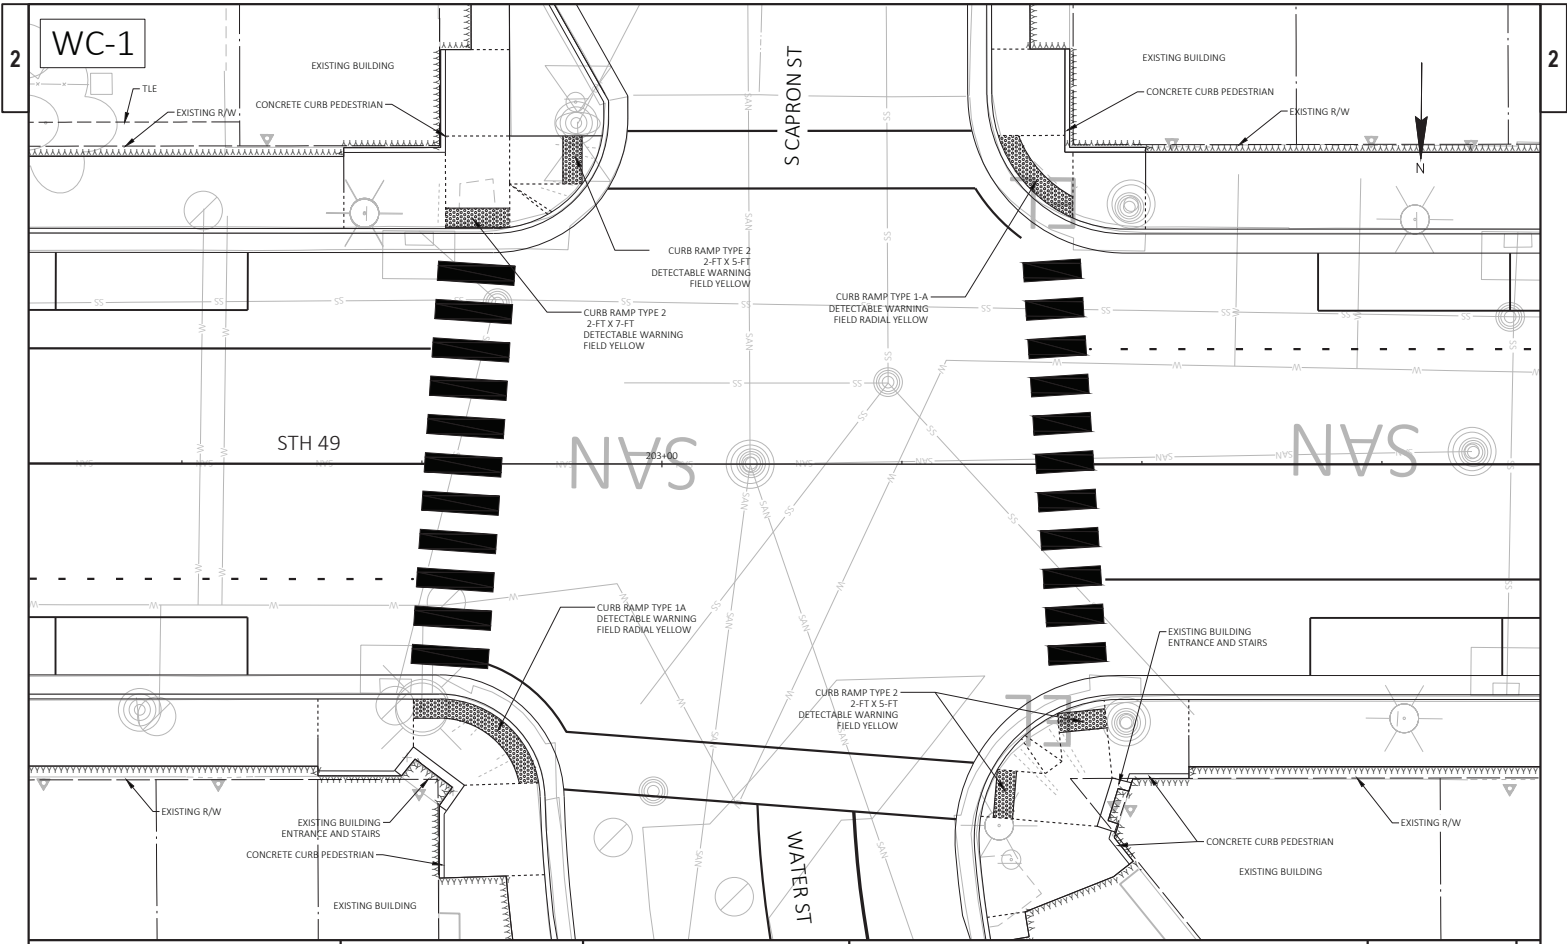 2
WC-1
2
EXISTING BUILDING
TLE
CONCRETE CURB PEDESTRIAN
EXISTING R/W
S CAPRON ST
EXISTING BUILDING
CONCRETE CURB PEDESTRIAN
EXISTING R/W
N
CURB RAMP TYPE 2
2-FT X 5-FT
DETECTABLE WARNING
FIELD YELLOW
CURB RAMP TYPE 2
2-FT X 7-FT
DETECTABLE WARNING
FIELD YELLOW
CURB RAMP TYPE 1-A
DETECTABLE WARNING
FIELD RADIAL YELLOW
STH 49
SAN
203+00
SAN
CURB RAMP TYPE 1A
DETECTABLE WARNING
FIELD RADIAL YELLOW
EXISTING BUILDING
ENTRANCE AND STAIRS
CURB RAMP TYPE 2
2-FT X 5-FT
DETECTABLE WARNING
FIELD YELLOW
EXISTING R/W
EXISTING BUILDING
ENTRANCE AND STAIRS
CONCRETE CURB PEDESTRIAN
EXISTING BUILDING
WATER ST
EXISTING R/W
CONCRETE CURB PEDESTRIAN
EXISTING BUILDING